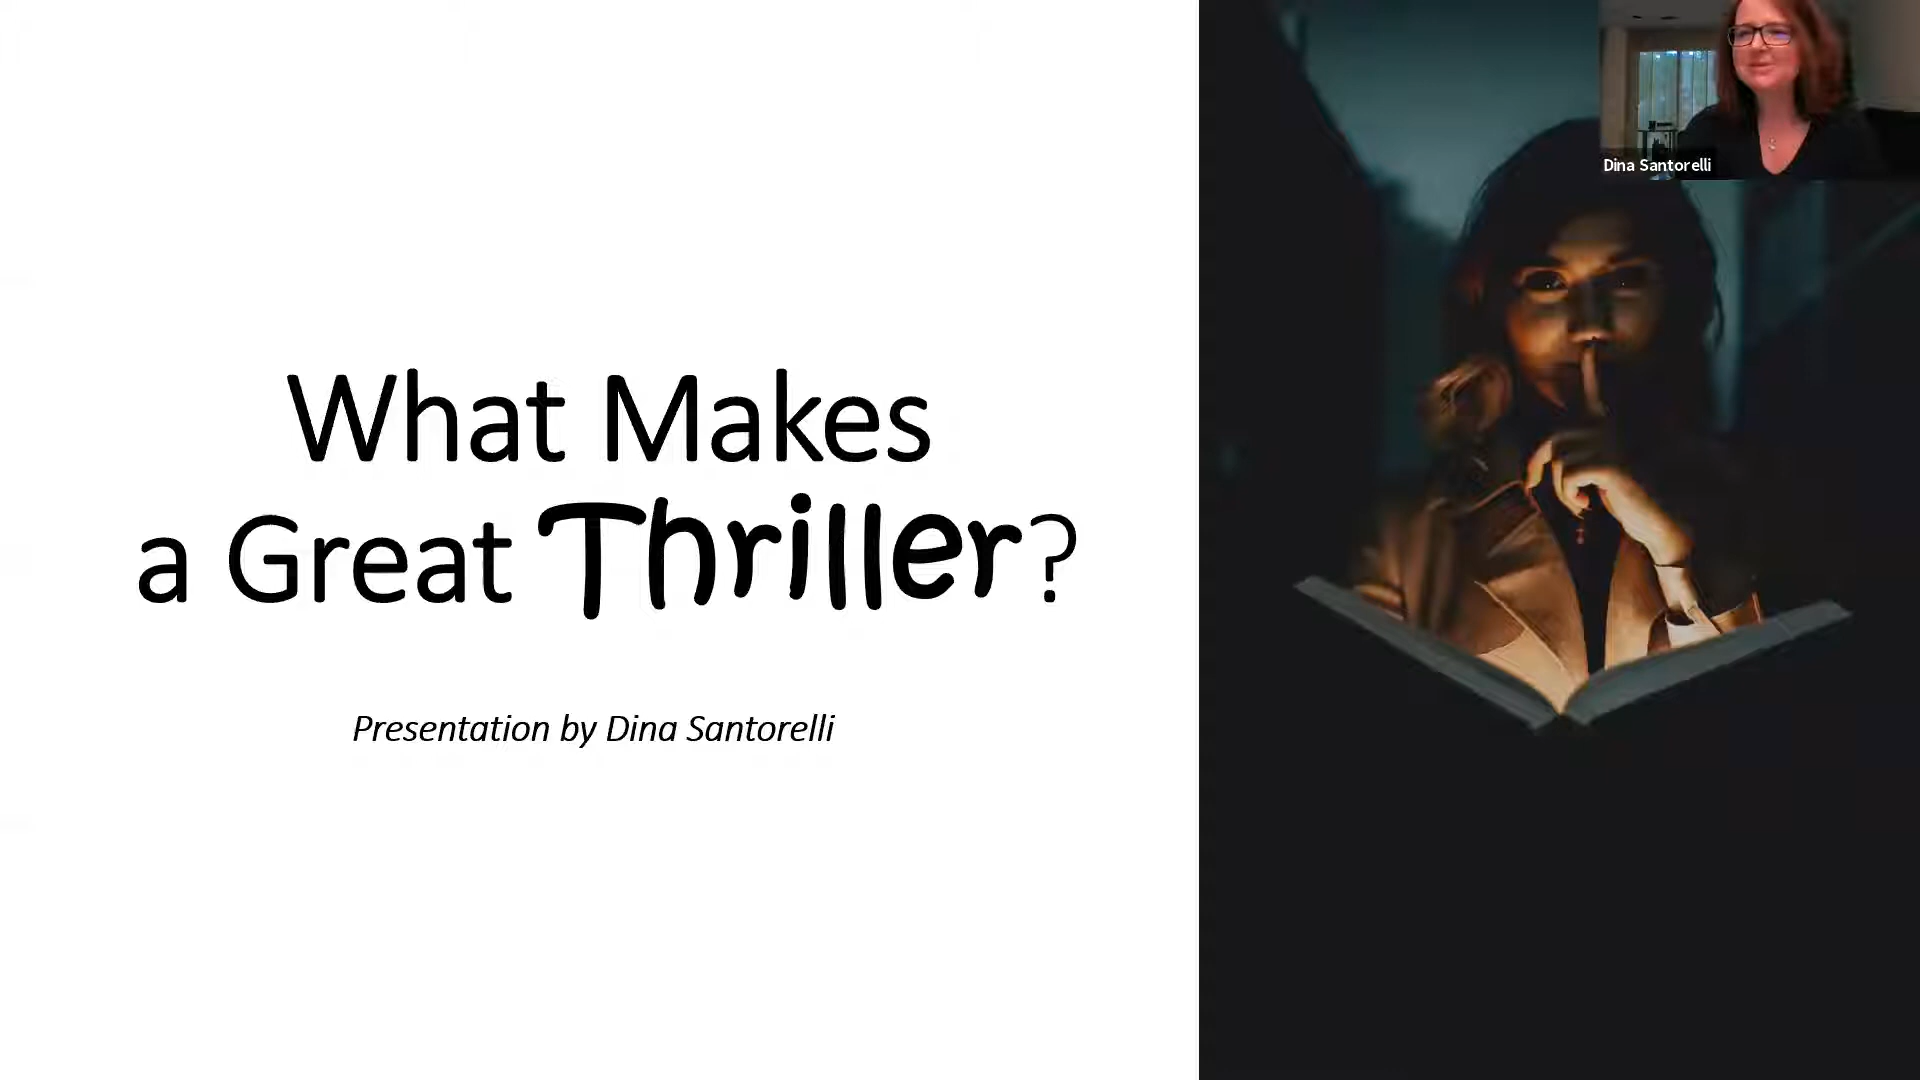 What Makes
a Great Thriller?
Presentation by Dina Santorelli
Dina Santorelli